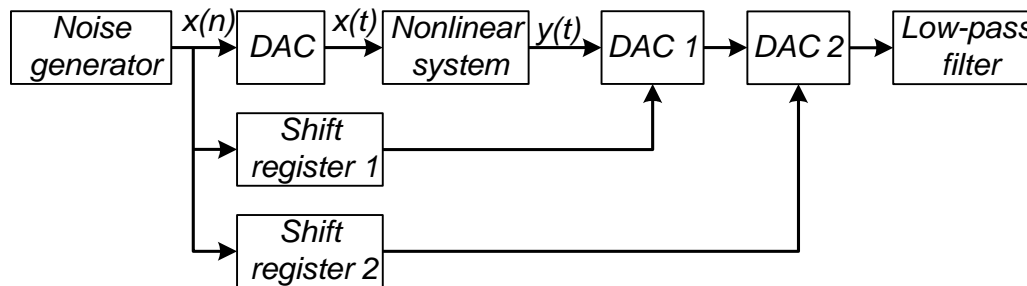 Noise
generator
x(n)
DAC
x(t)
Nonlinear
system
y(t)
DAC 1
DAC 2
Low-pass
filter
Shift
register 1
Shift
register 2